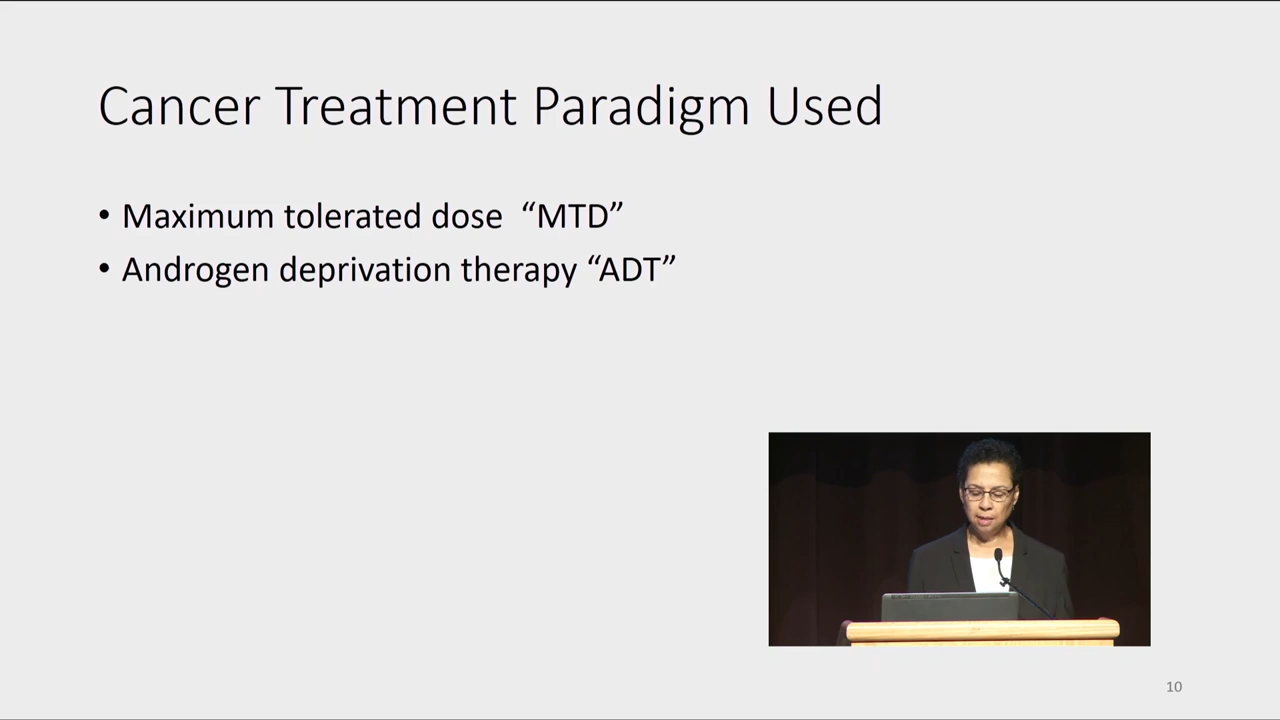 Cancer Treatment Paradigm Used
• Maximum tolerated dose “MTD”
• Androgen deprivation therapy “ADT”
10